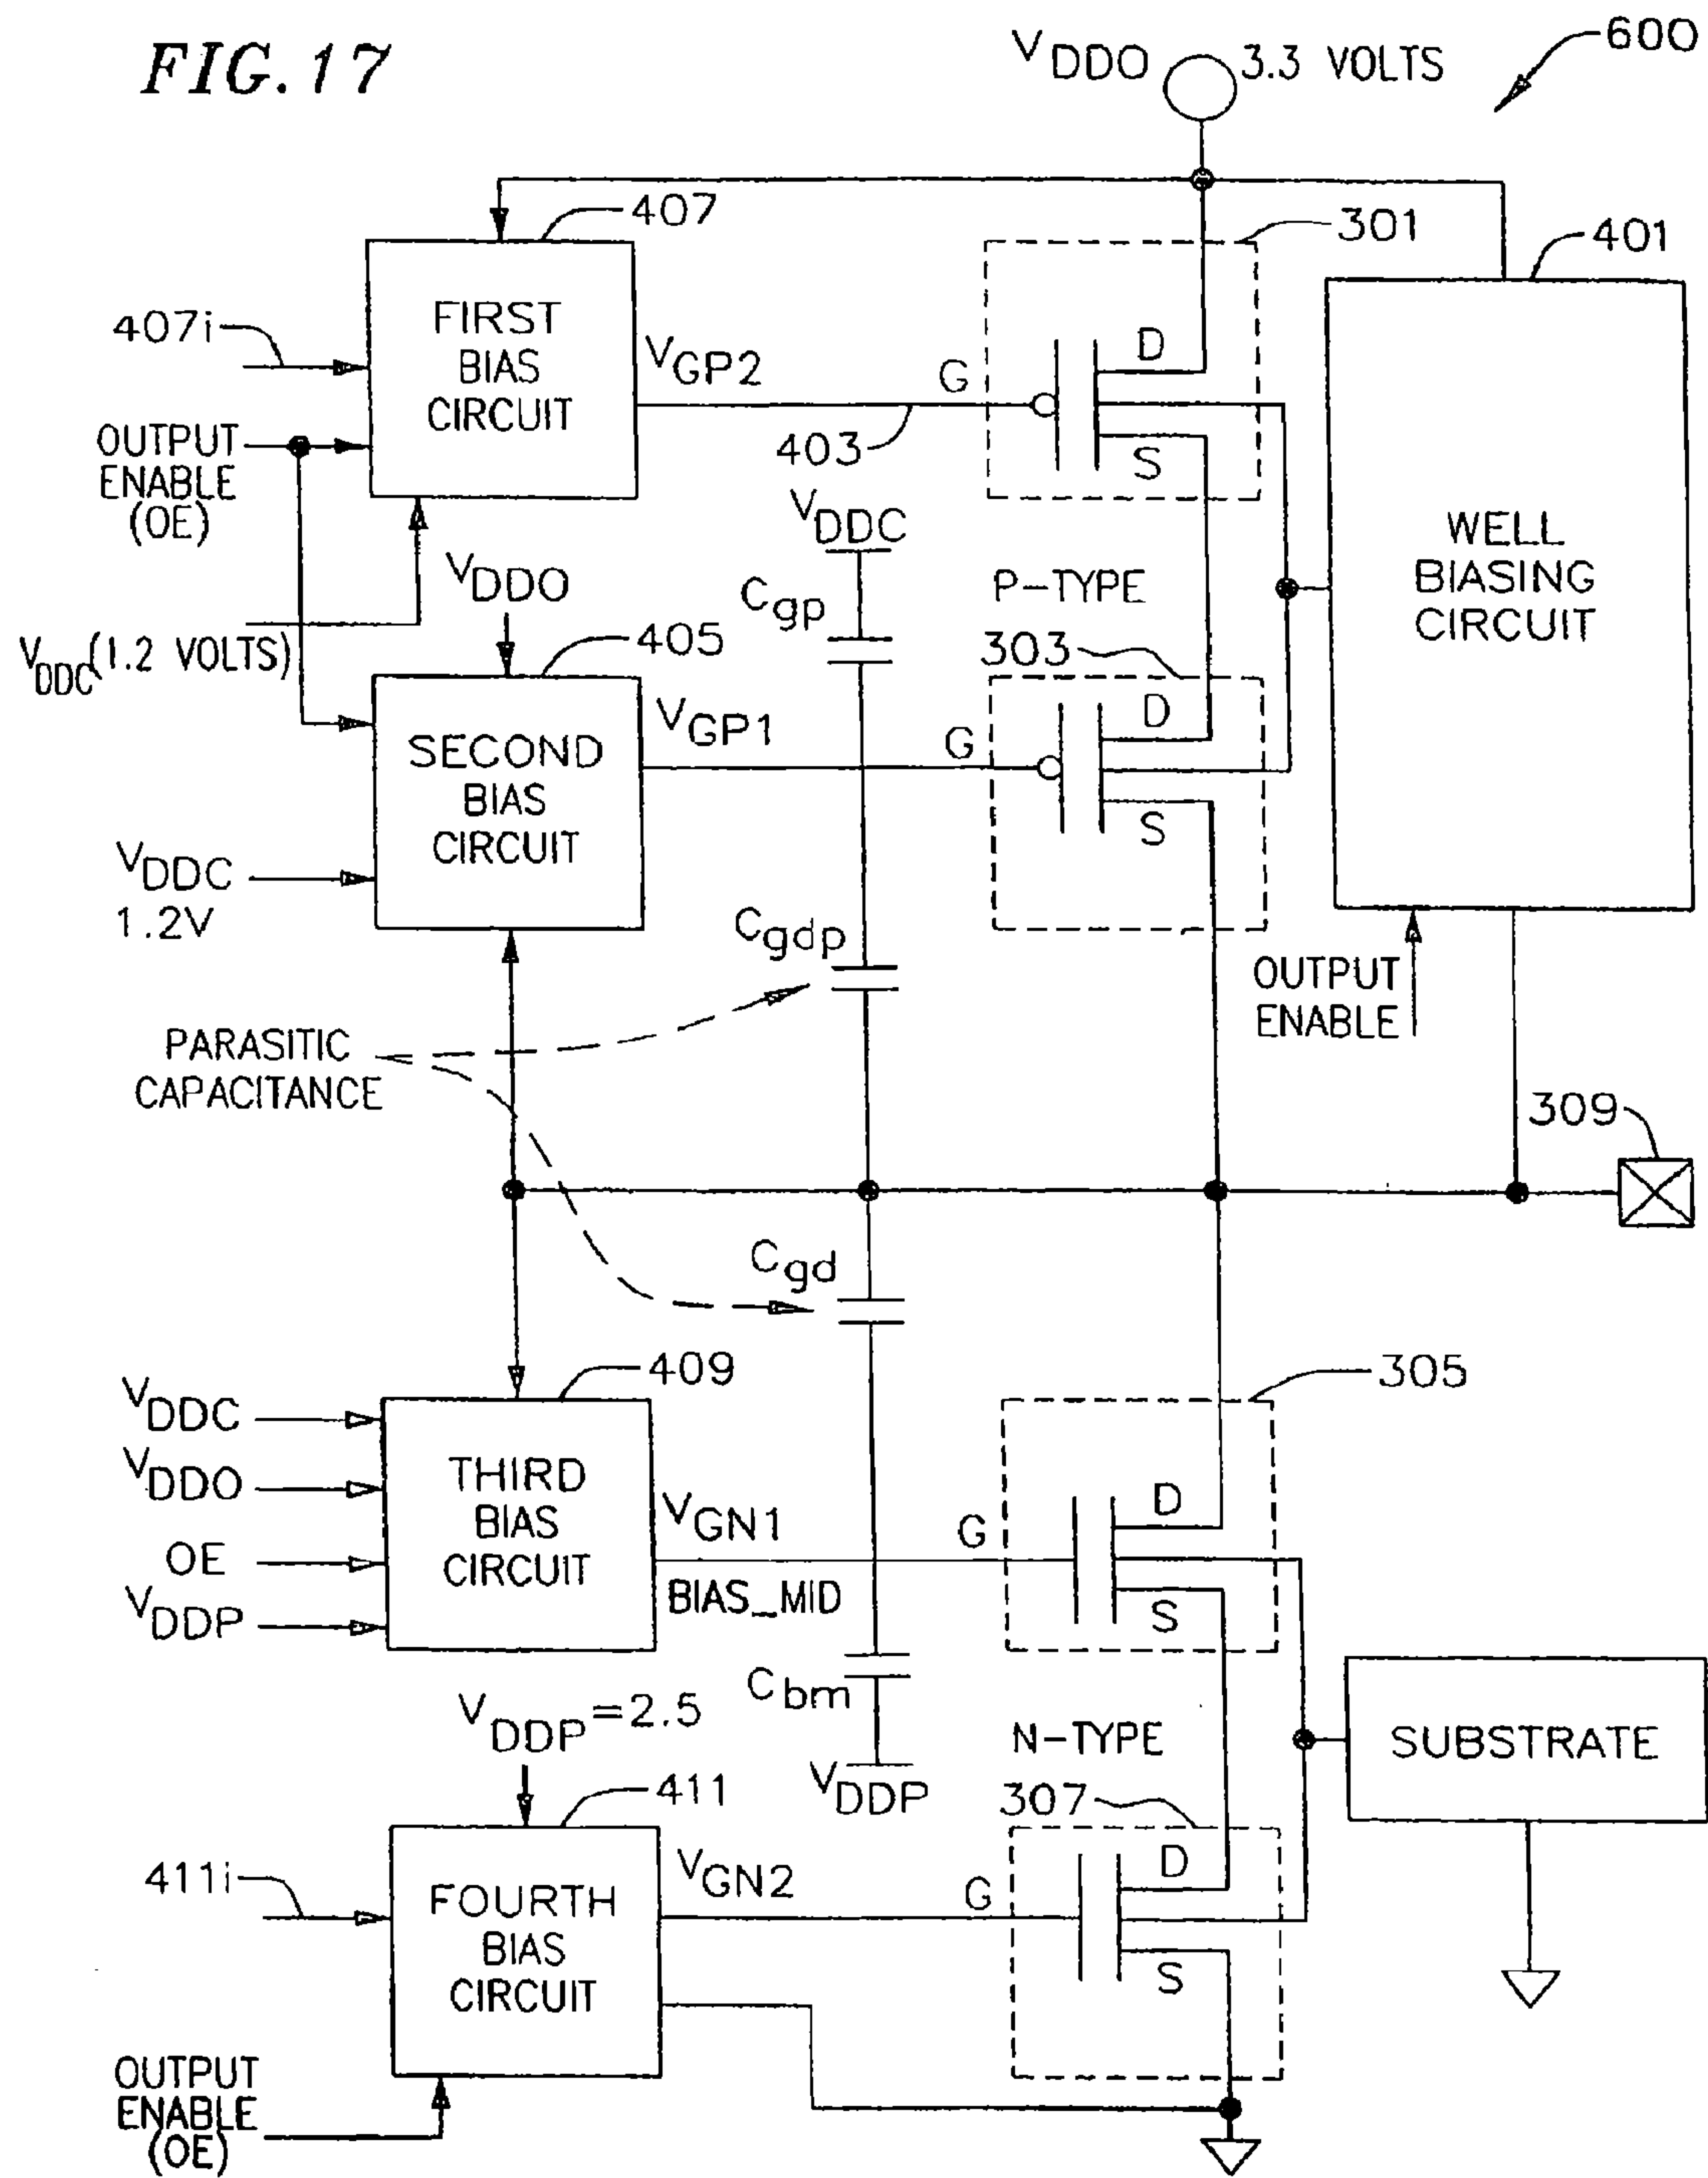 FIG. 17
VDDO 3.3 VOLTS
600
407
301
401
407i
FIRST
BIAS
CIRCUIT
VGP2
G
D
S
403
OUTPUT
ENABLE
(OE)
VDDC
Cgp
P-TYPE
WELL
BIASING
CIRCUIT
VDDO
VDDC(1.2 VOLTS)
405
303
SECOND
BIAS
CIRCUIT
VGP1
G
D
S
VDDC
1.2V
Cgdp
OUTPUT
ENABLE
PARASITIC
CAPACITANCE
309
Cgd
409
305
VDDC
VDDO
OE
VDDP
THIRD
BIAS
CIRCUIT
VGN1
BIAS_MID
G
D
S
Cbm
VDDP
N-TYPE
SUBSTRATE
VDDP=2.5
411
307
411i
FOURTH
BIAS
CIRCUIT
VGN2
G
D
S
OUTPUT
ENABLE
(OE)